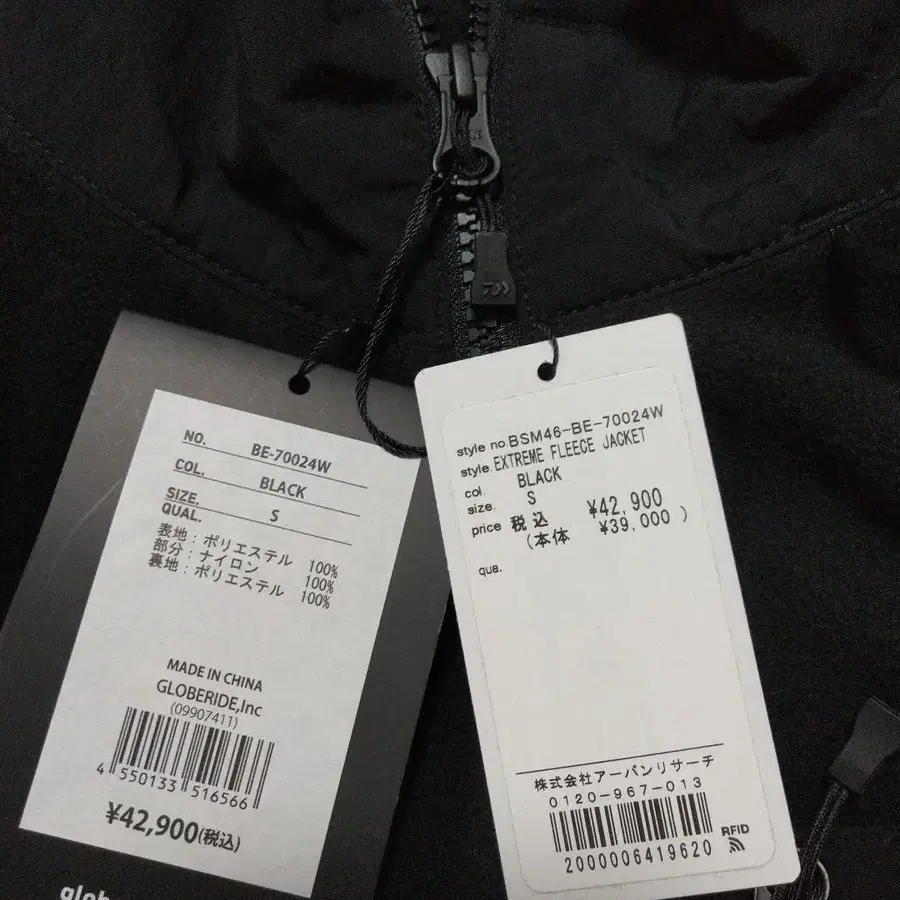 NO. BE-70024W
COL. BLACK
SIZE. S
QUAL.
表地：ポリエステル 100%
部分：ナイロン 100%
裏地：ポリエステル 100%
MADE IN CHINA
GLOBERIDE,Inc
(09907411)
4 550133 516566
¥42,900(税込)
style no.BSM46-BE-70024W
style.EXTREME FLEECE JACKET
col. BLACK
size. S
price 税込 ¥42,900
(本体 ¥39,000 )
qua.
株式会社アーバンリサーチ
0120-967-013
RFID
2000006419620